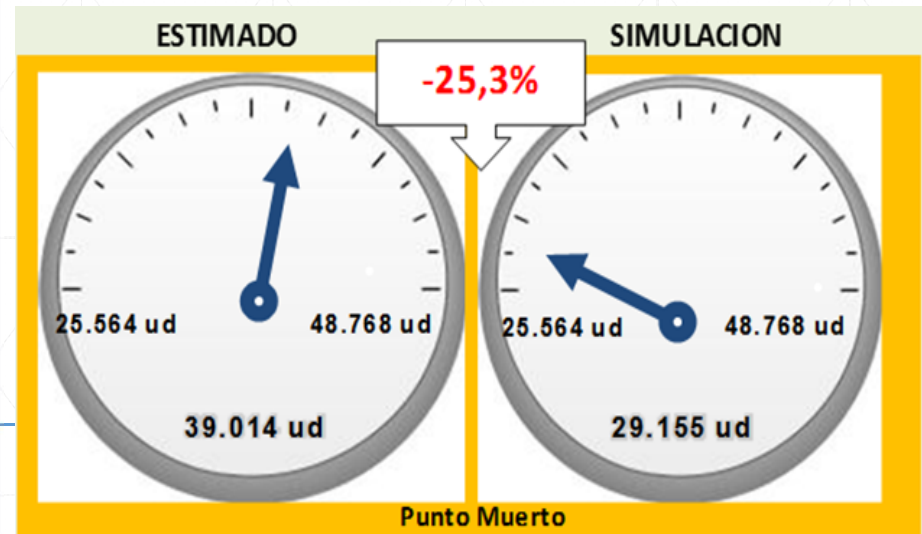 ESTIMADO
SIMULACION
-25,3%
25.564 ud
48.768 ud
39.014 ud
25.564 ud
48.768 ud
29.155 ud
Punto Muerto